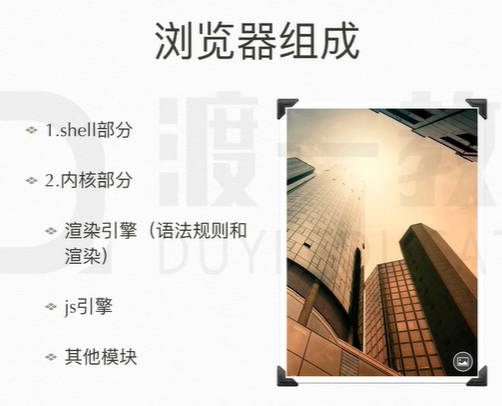 浏览器组成
1.shell部分
2.内核部分
渲染引擎（语法规则和
渲染）
js引擎
其他模块
渡一教
DUYI EDUCAT